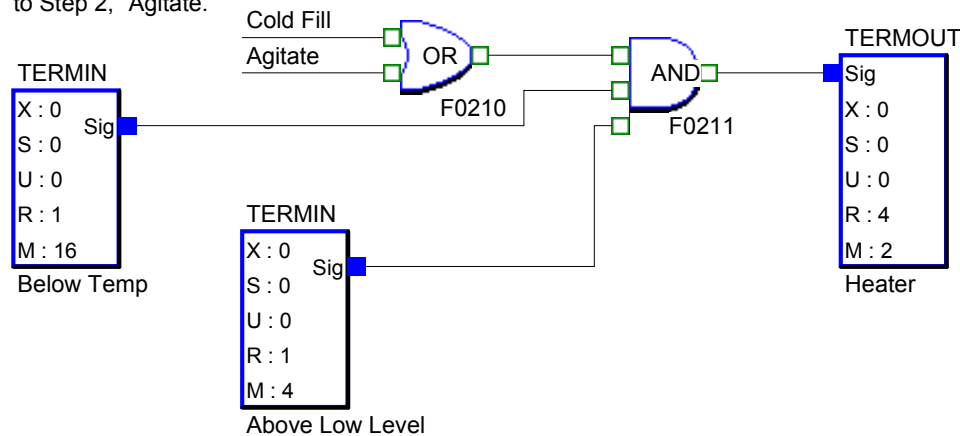 to Step 2, "Agitate."
Cold Fill
Agitate
OR
F0210
AND
F0211
TERMIN
X : 0
Sig
S : 0
U : 0
R : 1
M : 16
Below Temp
TERMIN
X : 0
Sig
S : 0
U : 0
R : 1
M : 4
Above Low Level
TERMOUT
Sig
X : 0
S : 0
U : 0
R : 4
M : 2
Heater